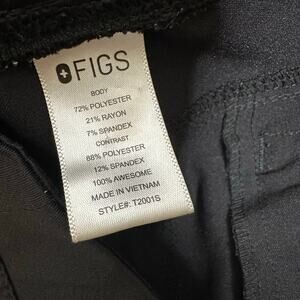 FIGS
BODY
72% POLYESTER
21% RAYON
7% SPANDEX
CONTRAST
88% POLYESTER
12% SPANDEX
100% AWESOME
MADE IN VIETNAM
STYLE#: T2001S